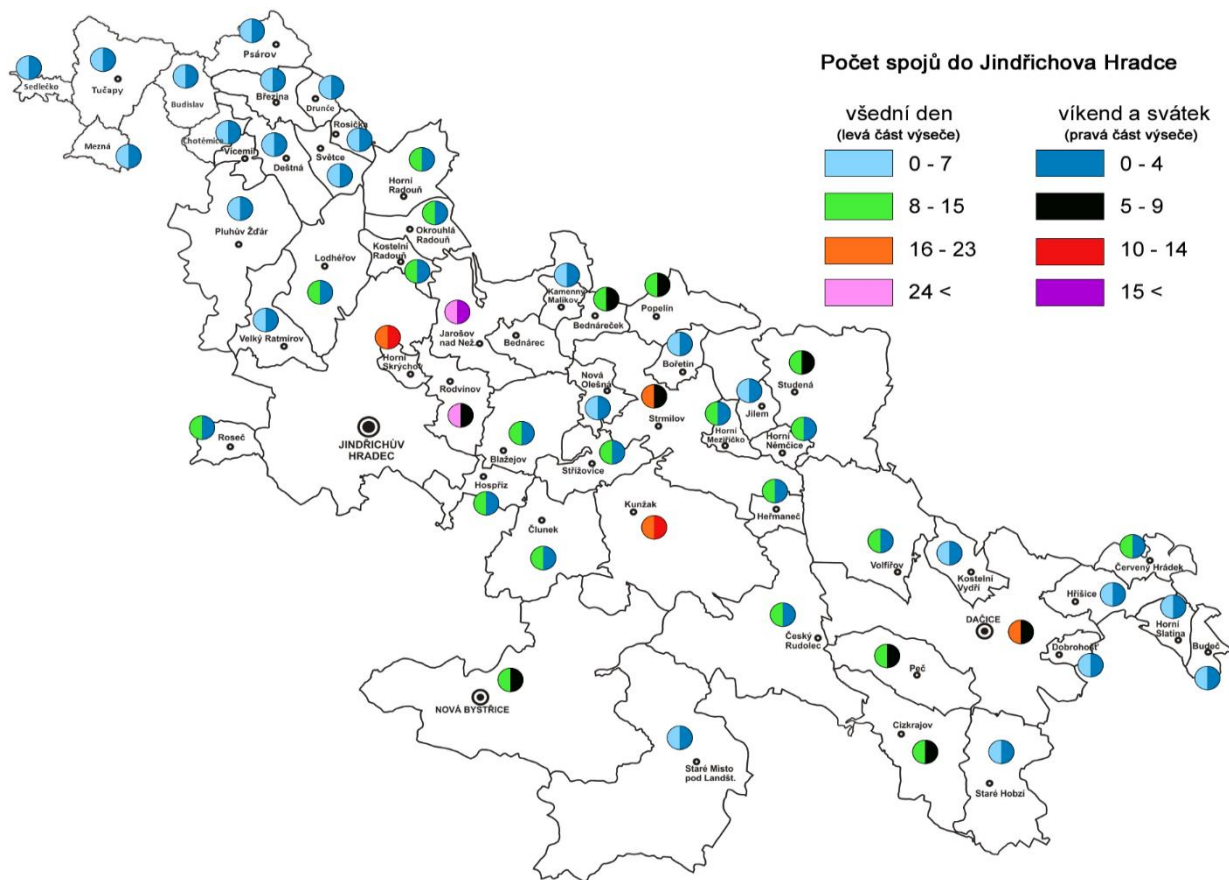 Počet spojů do Jindřichova Hradce
všední den
(levá část výseče)
víkend a svátek
(pravá část výseče)
0 - 7
0 - 4
8 - 15
5 - 9
16 - 23
10 - 14
24 <
15 <
Psárov
Sedlečko
Tučapy
Budislav
Březina
Drunče
Rosička
Mezná
Chotěmice
Vícemil
Deštná
Světce
Horní
Radouň
Pluhův Žďár
Okrouhlá
Radouň
Kostelní
Radouň
Lodhéřov
Kamenný
Malíkov
Popelín
Bednáreček
Velký Ratmírov
Jarošov
nad Než.
Bednárec
Horní
Skrýchov
Bořetín
Nová
Olešná
Studená
Rodvínov
Jilem
Strmilov
Horní
Meziříčko
Horní
Němčice
Roseč
JINDŘICHŮV
HRADEC
Blažejov
Střížovice
Hospříz
Kunžak
Heřmaneč
Člunek
Volfířov
Kostelní
Vydří
Červený Hrádek
Hříšice
DAČICE
Horní
Slatina
Český
Rudolec
Dobrohošť
Budeč
Peč
NOVÁ BYSTŘICE
Cizkrajov
Staré Místo
pod Landšt.
Staré Hobzí